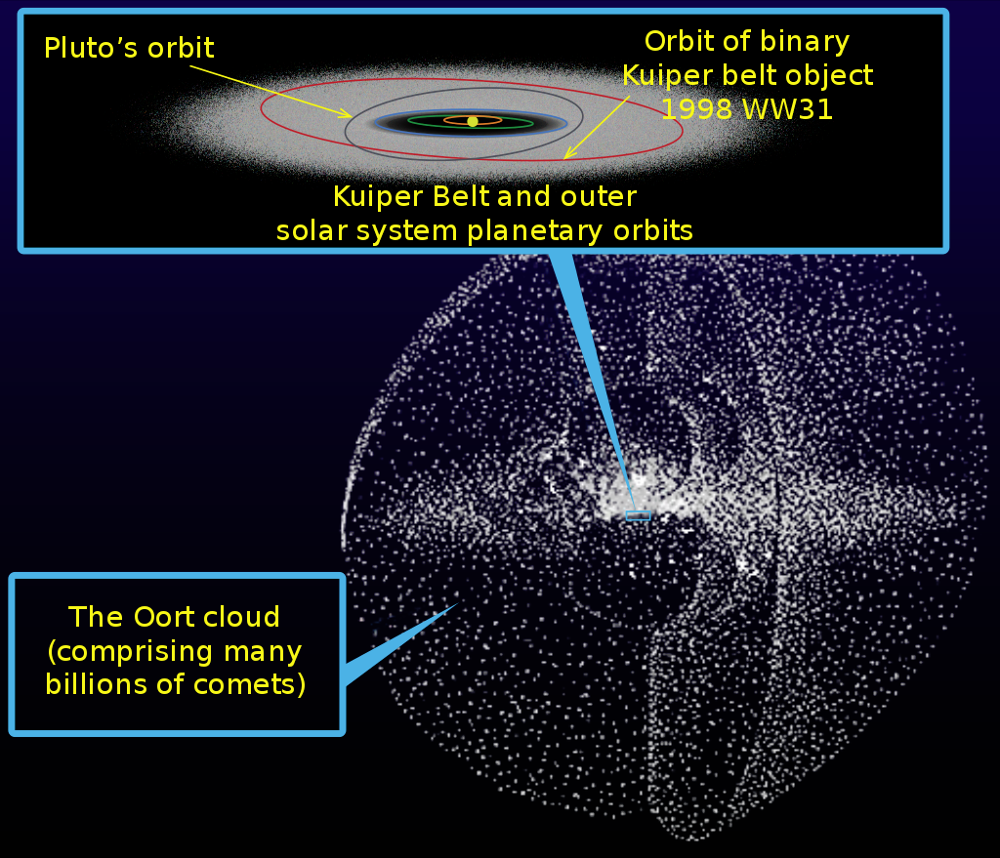 Pluto’s orbit
Orbit of binary
Kuiper belt object
1998 WW31
Kuiper Belt and outer
solar system planetary orbits
The Oort cloud
(comprising many
billions of comets)